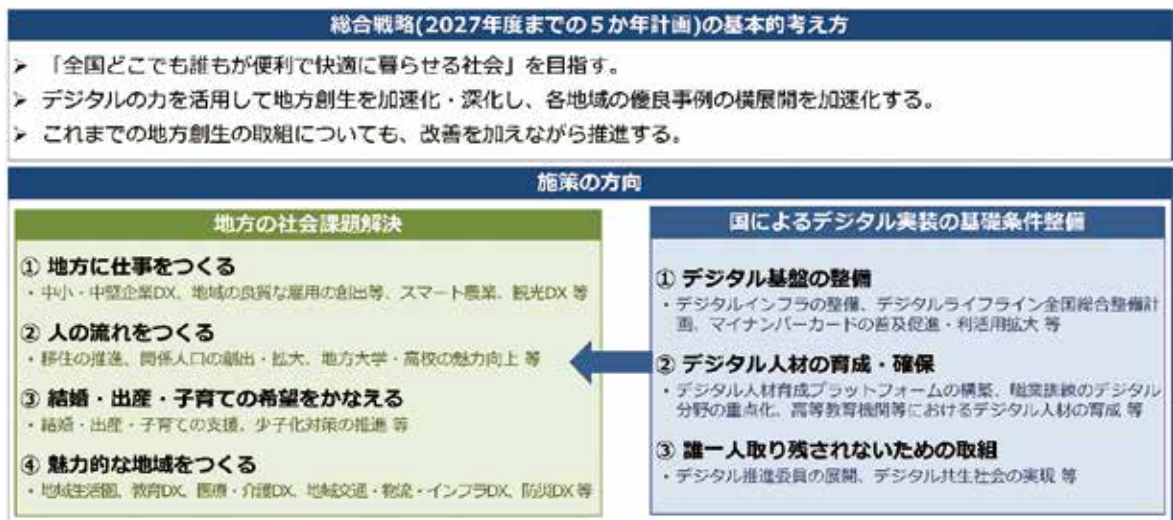 総合戦略(2027年度までの５か年計画)の基本的考え方
➢ 「全国どこでも誰もが便利で快適に暮らせる社会」を目指す。
➢ デジタルの力を活用して地方創生を加速化・深化し、各地域の優良事例の横展開を加速化する。
➢ これまでの地方創生の取組についても、改善を加えながら推進する。
施策の方向
地方の社会課題解決
① 地方に仕事をつくる
・中小・中堅企業DX、地域の良質な雇用の創出等、スマート農業、観光DX 等
② 人の流れをつくる
・移住の推進、関係人口の創出・拡大、地方大学・高校の魅力向上 等
③ 結婚・出産・子育ての希望をかなえる
・結婚・出産・子育ての支援、少子化対策の推進 等
④ 魅力的な地域をつくる
・地域生活圏、教育DX、医療・介護DX、地域交通・物流・インフラDX、防災DX 等
国によるデジタル実装の基礎条件整備
① デジタル基盤の整備
・デジタルインフラの整備、デジタルライフライン全国総合整備計
画、マイナンバーカードの普及促進・利活用拡大 等
② デジタル人材の育成・確保
・デジタル人材育成プラットフォームの構築、職業訓練のデジタル
分野の重点化、高等教育機関等におけるデジタル人材の育成 等
③ 誰一人取り残されないための取組
・デジタル推進委員の展開、デジタル共生社会の実現 等